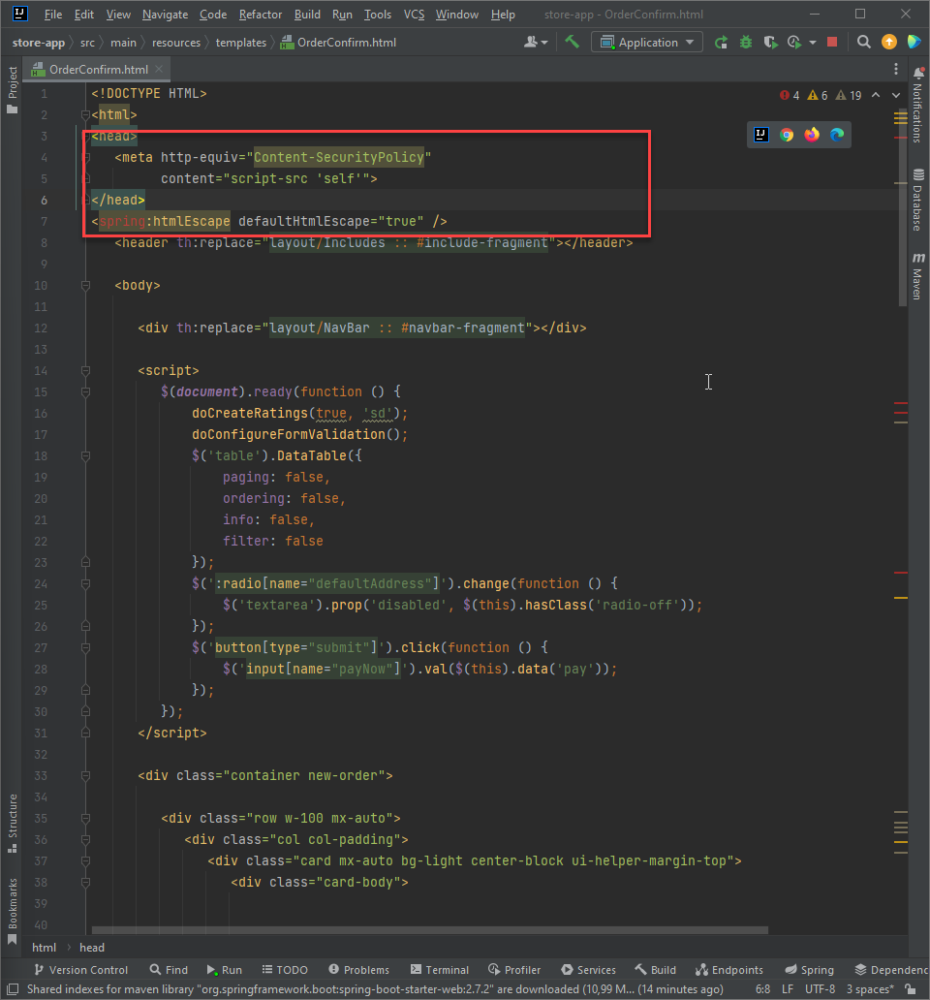 File Edit View Navigate Code Refactor Build Run Tools VCS Window Help store-app - OrderConfirm.html
store-app src main resources templates OrderConfirm.html Application
OrderConfirm.html
Project
Structure
Bookmarks
Notifications
Database
Maven
4 6 19
1 <!DOCTYPE HTML>
2 <html>
3 <head>
4 <meta http-equiv="Content-SecurityPolicy"
5 content="script-src 'self'">
6 </head>
7 <spring:htmlEscape defaultHtmlEscape="true" />
8 <header th:replace="layout/Includes :: #include-fragment"></header>
9
10 <body>
11
12 <div th:replace="layout/NavBar :: #navbar-fragment"></div>
13
14 <script>
15 $(document).ready(function () {
16 doCreateRatings(true, 'sd');
17 doConfigureFormValidation();
18 $('table').DataTable({
19 paging: false,
20 ordering: false,
21 info: false,
22 filter: false
23 });
24 $(':radio[name="defaultAddress"]').change(function () {
25 $('textarea').prop('disabled', $(this).hasClass('radio-off'));
26 });
27 $('button[type="submit"]').click(function () {
28 $('input[name="payNow"]').val($(this).data('pay'));
29 });
30 });
31 </script>
32
33 <div class="container new-order">
34
35 <div class="row w-100 mx-auto">
36 <div class="col col-padding">
37 <div class="card mx-auto bg-light center-block ui-helper-margin-top">
38 <div class="card-body">
39
40
html head
Version Control Find Run TODO Problems Terminal Profiler Services Build Endpoints Spring Dependenc
Shared indexes for maven library "org.springframework.boot:spring-boot-starter-web:2.7.2" are downloaded (10,99 M... (14 minutes ago) 6:8 LF UTF-8 3 spaces*